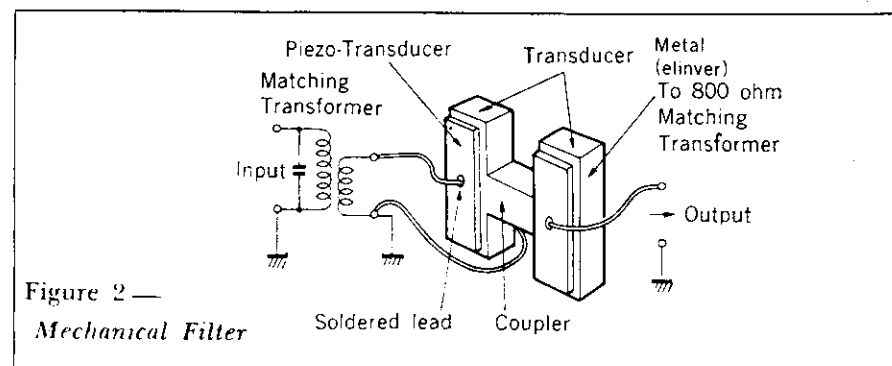 Piezo-Transducer
Matching
Transformer
Input
Transducer
Metal
(elinver)
To 800 ohm
Matching
Transformer
Output
Soldered lead
Coupler
Figure 2 —
Mechanical Filter